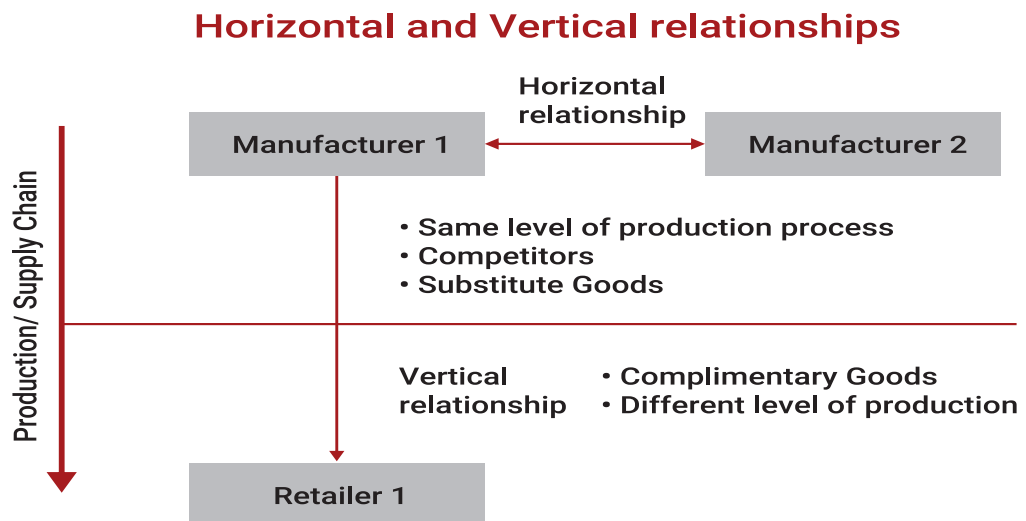 Horizontal and Vertical relationships
Horizontal
relationship
Manufacturer 1
Manufacturer 2
• Same level of production process
• Competitors
• Substitute Goods
Production/ Supply Chain
Vertical
relationship
• Complimentary Goods
• Different level of production
Retailer 1